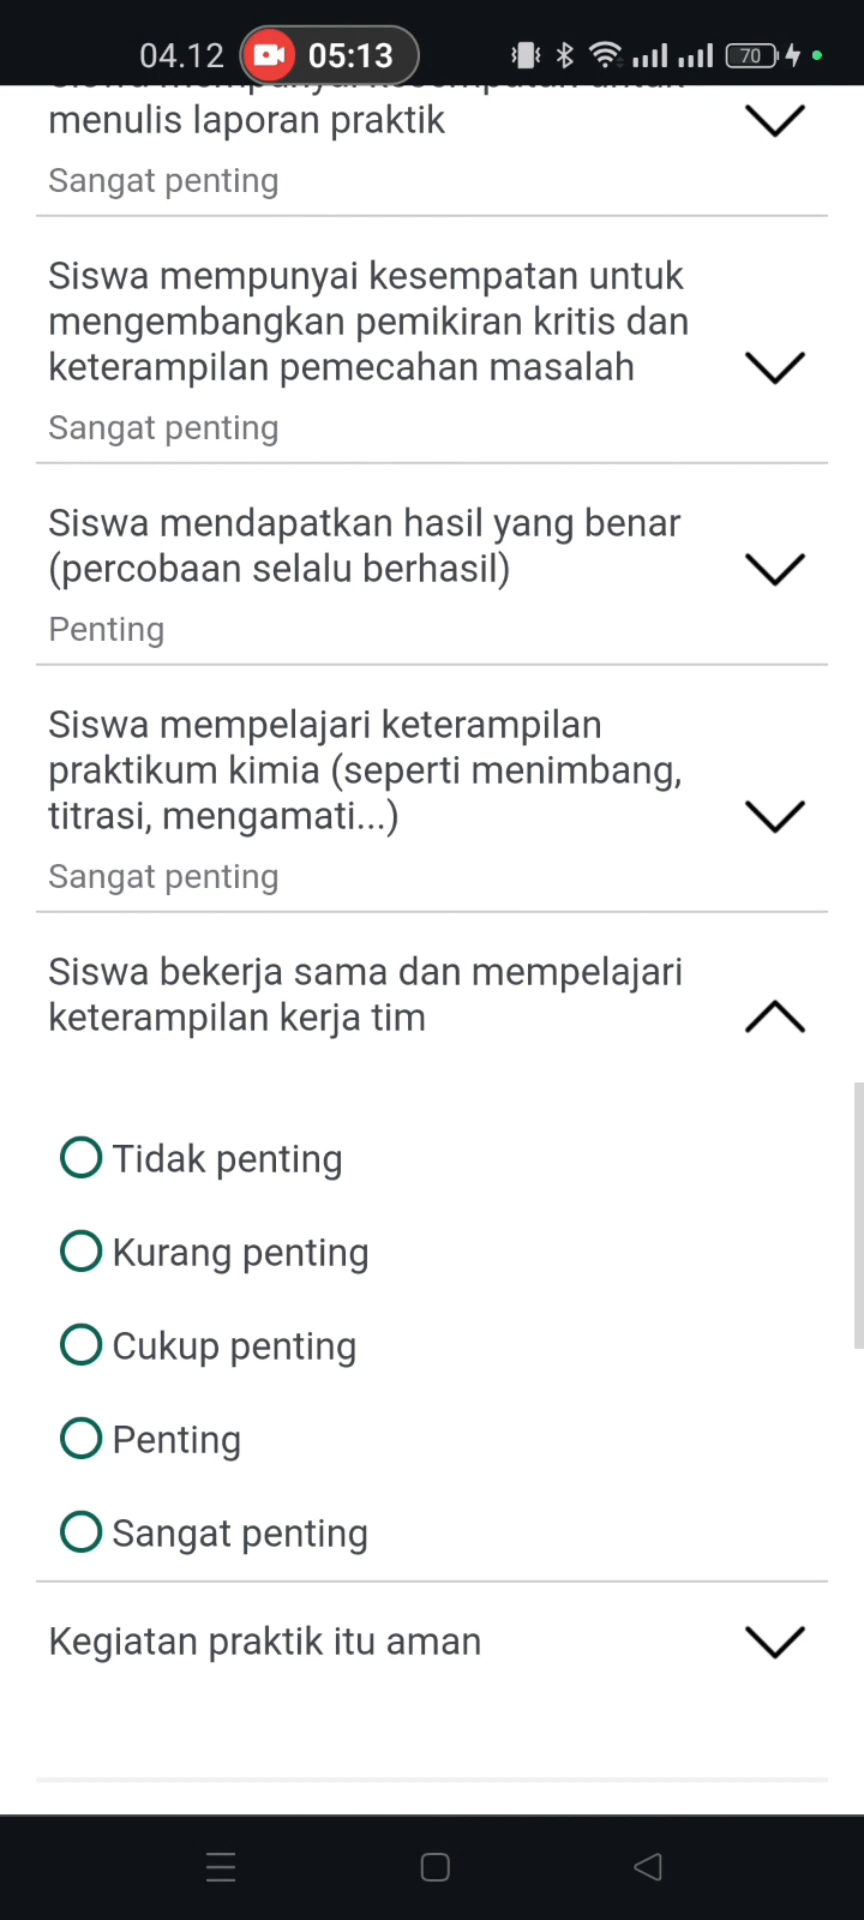 04.12
05:13
70
menulis laporan praktik
Sangat penting
Siswa mempunyai kesempatan untuk
mengembangkan pemikiran kritis dan
keterampilan pemecahan masalah
Sangat penting
Siswa mendapatkan hasil yang benar
(percobaan selalu berhasil)
Penting
Siswa mempelajari keterampilan
praktikum kimia (seperti menimbang,
titrasi, mengamati...)
Sangat penting
Siswa bekerja sama dan mempelajari
keterampilan kerja tim
Tidak penting
Kurang penting
Cukup penting
Penting
Sangat penting
Kegiatan praktik itu aman